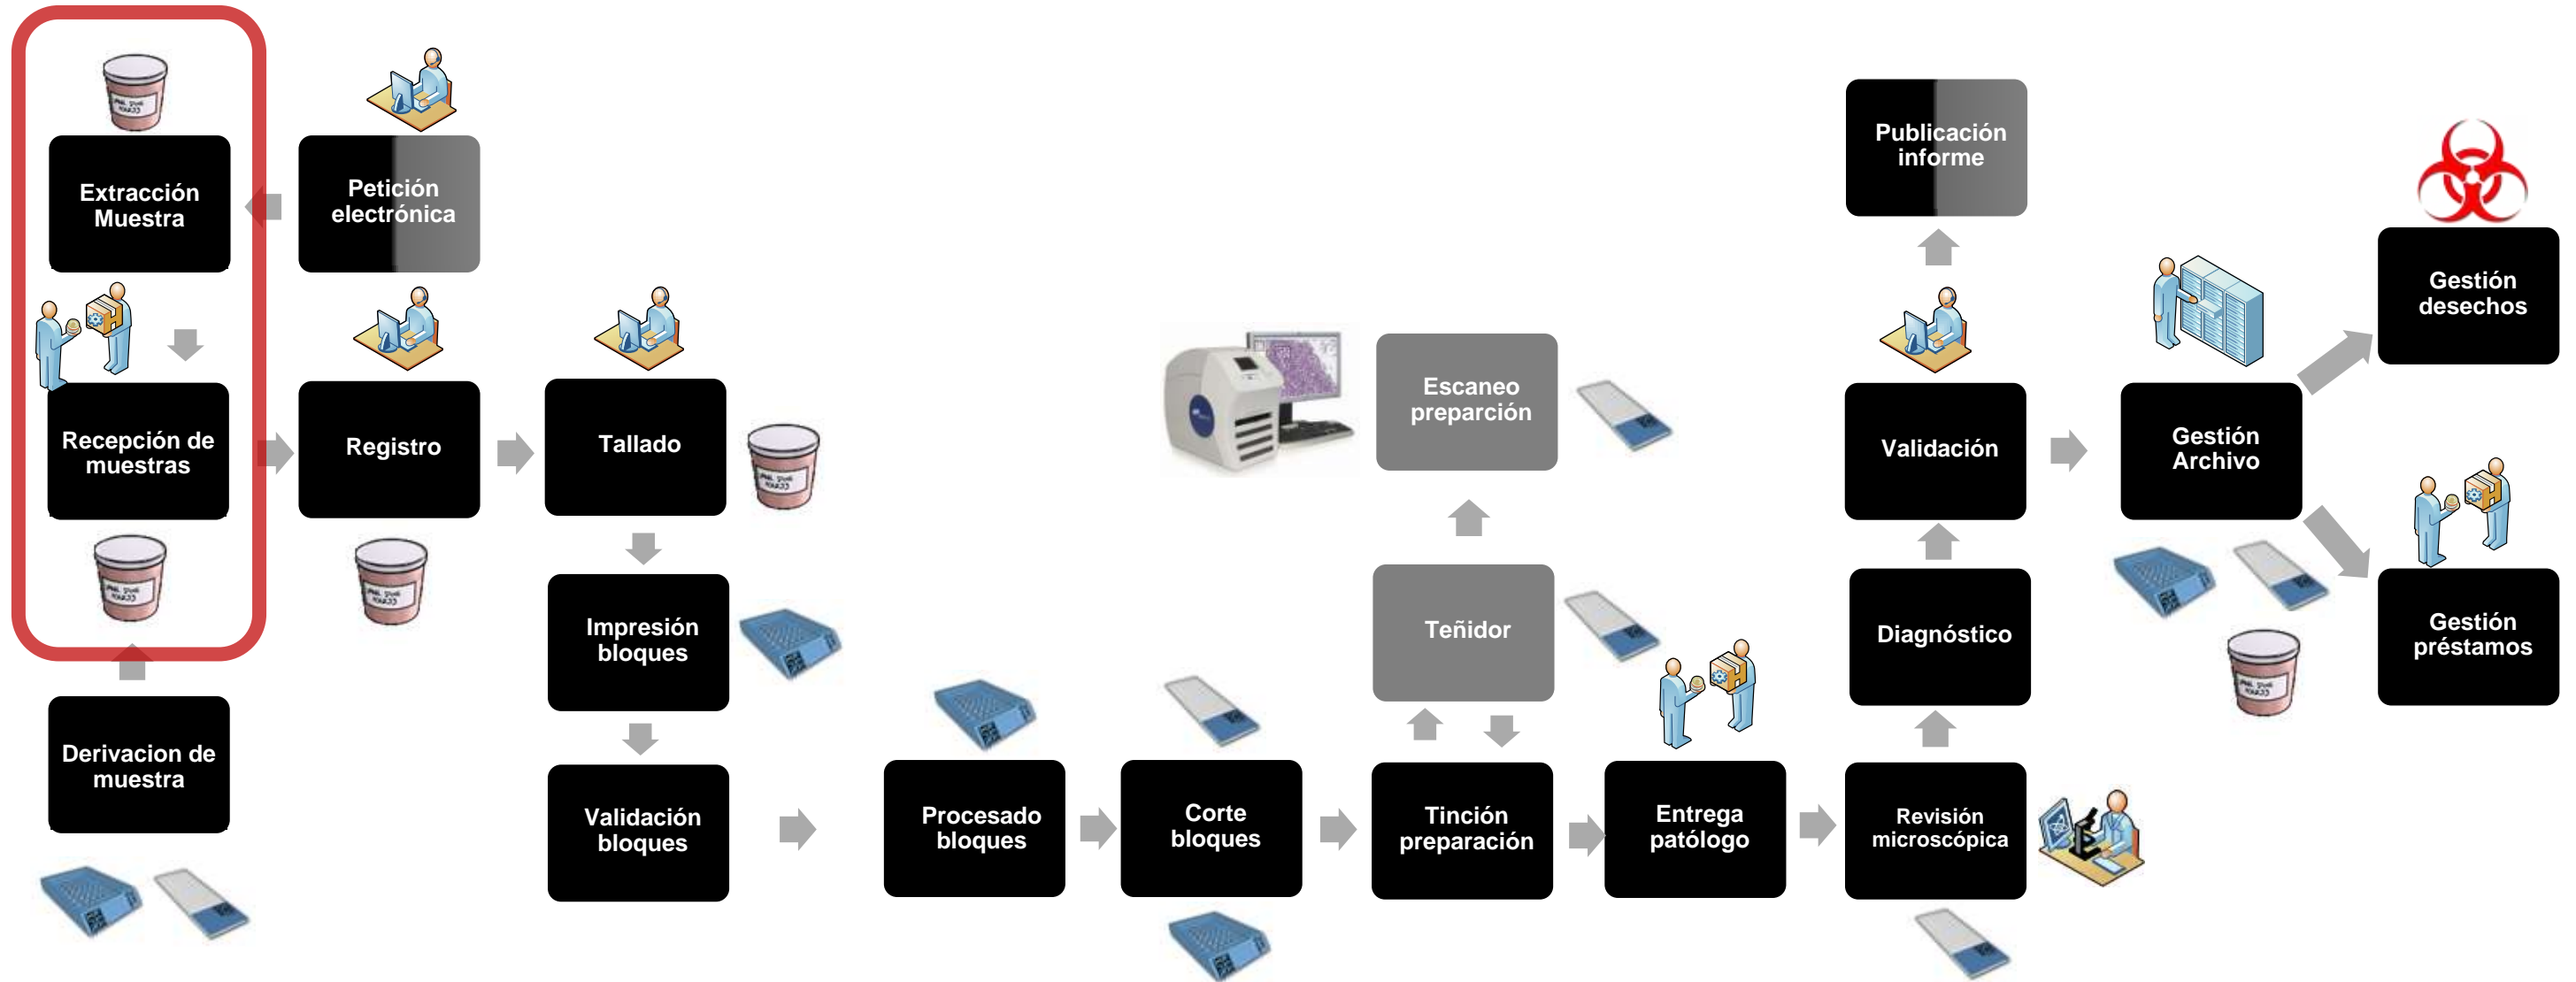 Extracción
Muestra
Petición
electrónica
Recepción de
muestras
Registro
Tallado
Derivacion de
muestra
Impresión
bloques
Validación
bloques
Procesado
bloques
Corte
bloques
Tinción
preparación
Teñidor
Escaneo
preparción
Entrega
patólogo
Revisión
microscópica
Diagnóstico
Validación
Publicación
informe
Gestión
Archivo
Gestión
desechos
Gestión
préstamos